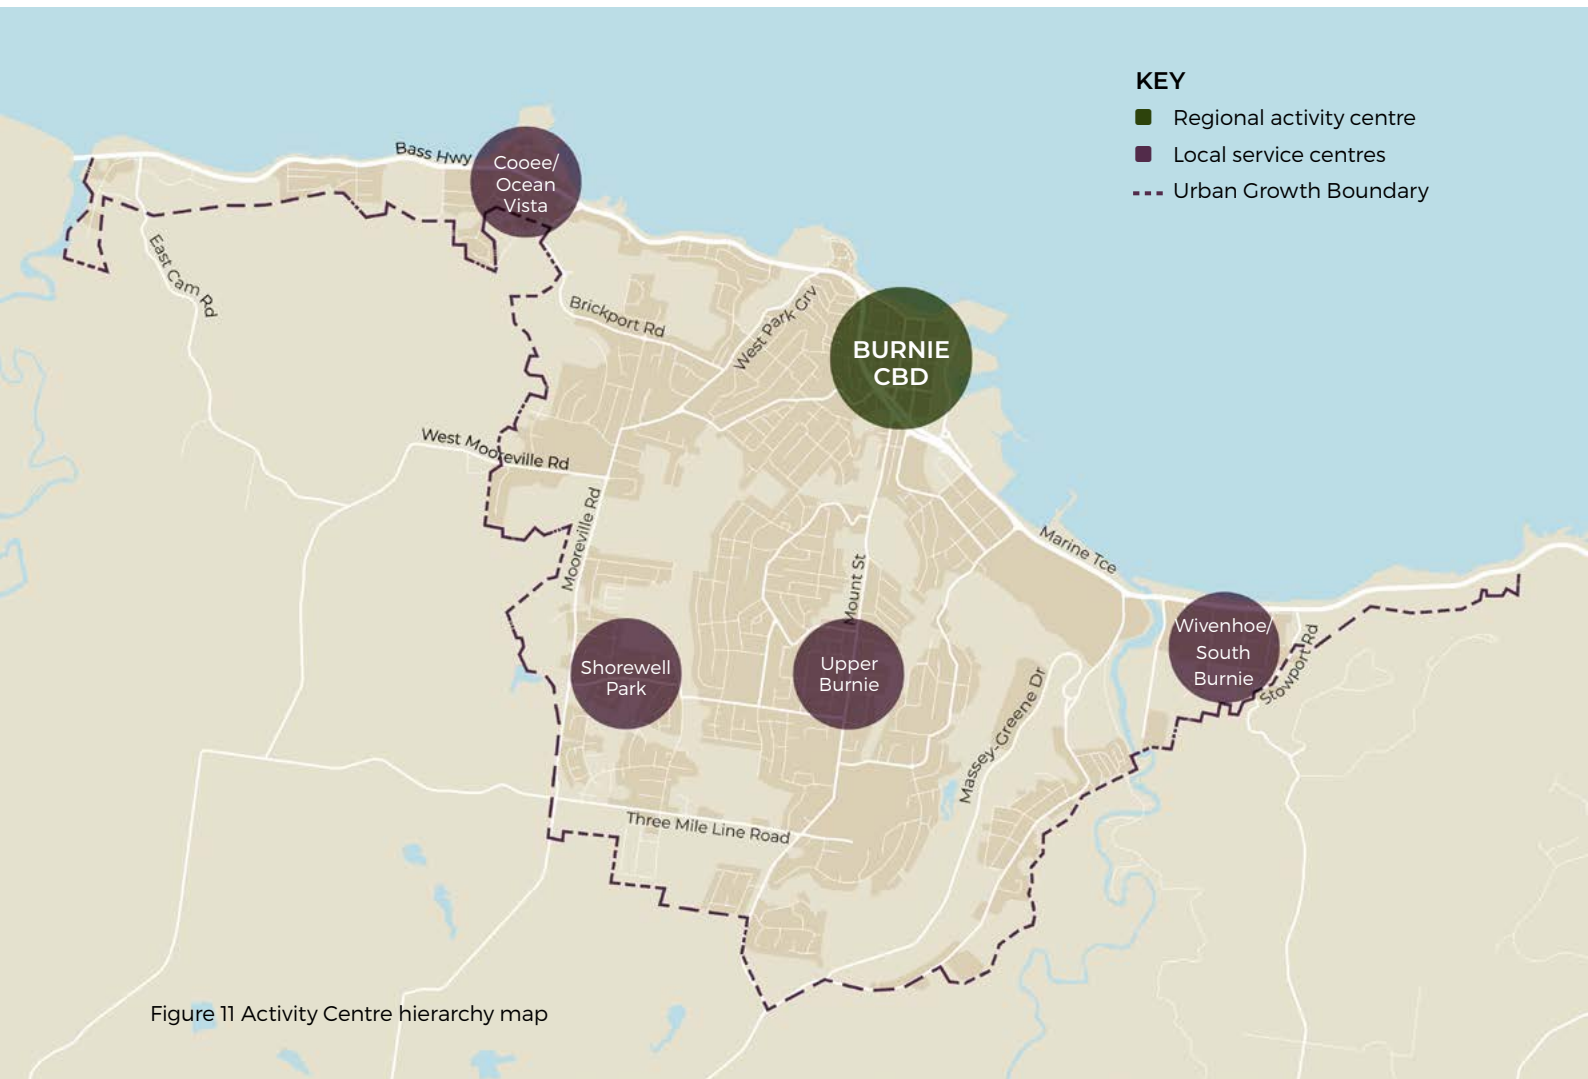 KEY
Regional activity centre
Local service centres
Urban Growth Boundary
Bass Hwy
Cooee/
Ocean
Vista
East Cam Rd
Brickport Rd
West Park Grv
BURNIE
CBD
West Mooreville Rd
Mooreville Rd
Marine Tce
Mount St
Shorewell
Park
Upper
Burnie
Wivenhoe/
South
Burnie
Stowport Rd
Massey-Greene Dr
Three Mile Line Road
Figure 11 Activity Centre hierarchy map